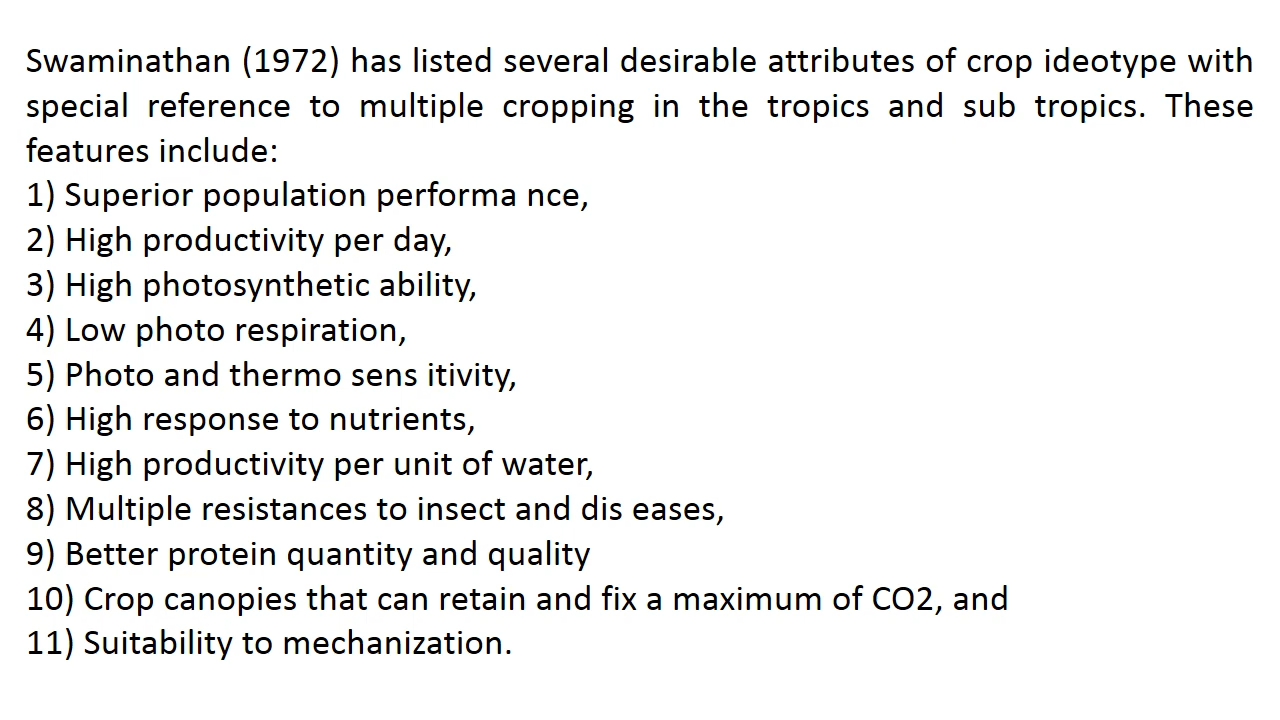 Swaminathan (1972) has listed several desirable attributes of crop ideotype with
special reference to multiple cropping in the tropics and sub tropics. These
features include:
1) Superior population performa nce,
2) High productivity per day,
3) High photosynthetic ability,
4) Low photo respiration,
5) Photo and thermo sens itivity,
6) High response to nutrients,
7) High productivity per unit of water,
8) Multiple resistances to insect and dis eases,
9) Better protein quantity and quality
10) Crop canopies that can retain and fix a maximum of CO2, and
11) Suitability to mechanization.